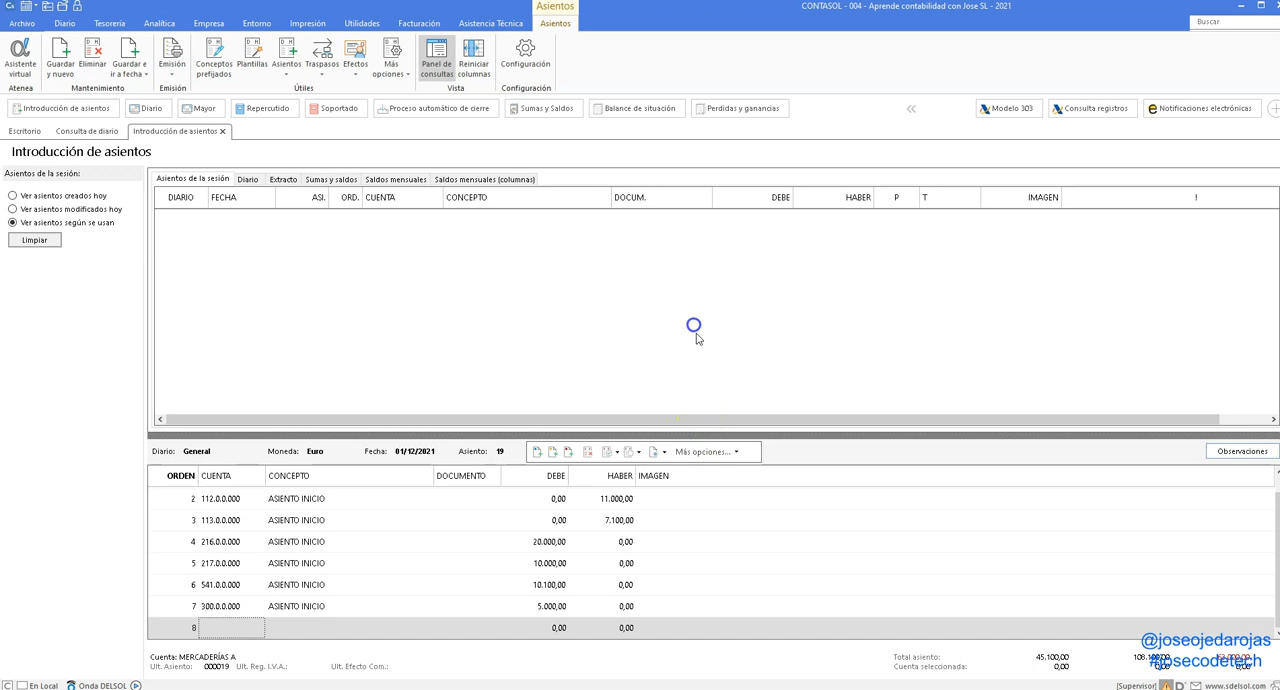 Asientos
CONTASOL - 004 - Aprende contabilidad con Jose SL - 2021
Archivo Diario Tesorería Analítica Empresa Entorno Impresión Utilidades Facturación Asistencia Técnica Asientos
Buscar
Asistente virtual Guardar y nuevo Eliminar Guardar e ir a fecha Emisión Conceptos prefijados Plantillas Asientos Traspasos Efectos Más opciones Panel de consultas Reiniciar columnas Configuración
Atenea Mantenimiento Emisión Útiles Vista Configuración
Introducción de asientos Diario Mayor Repercutido Soportado Proceso automático de cierre Sumas y Saldos Balance de situación Perdidas y ganancias Modelo 303 Consulta registros Notificaciones electrónicas
Escritorio Consulta de diario Introducción de asientos
Introducción de asientos
Asientos de la sesión:
Ver asientos creados hoy
Ver asientos modificados hoy
Ver asientos según se usan
Limpiar
Asientos de la sesión Diario Extracto Sumas y saldos Saldos mensuales Saldos mensuales (columnas)
DIARIO FECHA ASI. ORD. CUENTA CONCEPTO DOCUM. DEBE HABER P T IMAGEN !
Diario: General Moneda: Euro Fecha: 01/12/2021 Asiento: 19 Más opciones... Observaciones
ORDEN CUENTA CONCEPTO DOCUMENTO DEBE HABER IMAGEN
2 112.0.0.000 ASIENTO INICIO 0,00 11.000,00
3 113.0.0.000 ASIENTO INICIO 0,00 7.100,00
4 216.0.0.000 ASIENTO INICIO 20.000,00 0,00
5 217.0.0.000 ASIENTO INICIO 10.000,00 0,00
6 541.0.0.000 ASIENTO INICIO 10.100,00 0,00
7 300.0.0.000 ASIENTO INICIO 5.000,00 0,00
8 0,00 0,00
Cuenta: MERCADERÍAS A
Ult. Asiento: 000019 Ult. Reg. I.V.A.: Ult. Efecto Com.:
Total asiento: 45.100,00
Cuenta seleccionada: 0,00
@joseojedarojas
#josecodetech
En Local Onda DELSOL [Supervisor] www.sdelsol.com